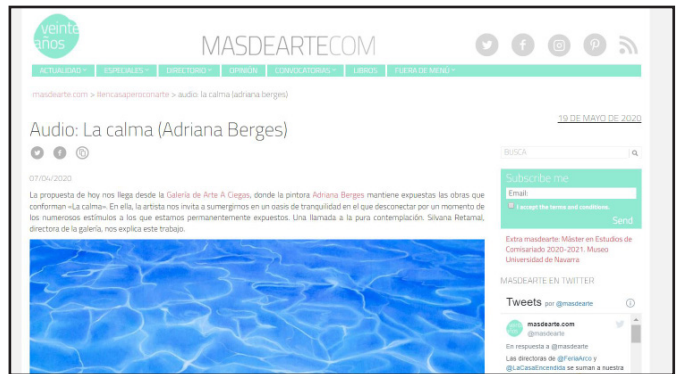 veinte
años
MASDEARTECOM
ACTUALIDAD
ESPECIALES
DIRECTORIO
OPINIÓN
CONVOCATORIAS
LIBROS
FUERA DE MENÚ
masdearte.com > #encasaperoconarte > audio: la calma (adriana berges)
19 DE MAYO DE 2020
Audio: La calma (Adriana Berges)
07/04/2020
La propuesta de hoy nos llega desde la Galería de Arte A Ciegas, donde la pintora Adriana Berges mantiene expuestas las obras que
conforman «La calma». En ella, la artista nos invita a sumergirnos en un oasis de tranquilidad en el que desconectar por un momento de
los numerosos estímulos a los que estamos permanentemente expuestos. Una llamada a la pura contemplación. Silvana Retamal,
directora de la galería, nos explica este trabajo.
BUSCA
Subscribe me
Email:
I accept the terms and conditions.
Send
Extra masdearte: Máster en Estudios de
Comisariado 2020-2021. Museo
Universidad de Navarra
MASDEARTE EN TWITTER
Tweets por @masdearte
masdearte.com
@masdearte
En respuesta a @masdearte
Las directoras de @FeriaArco y
@LaCasaEncendida se suman a nuestra